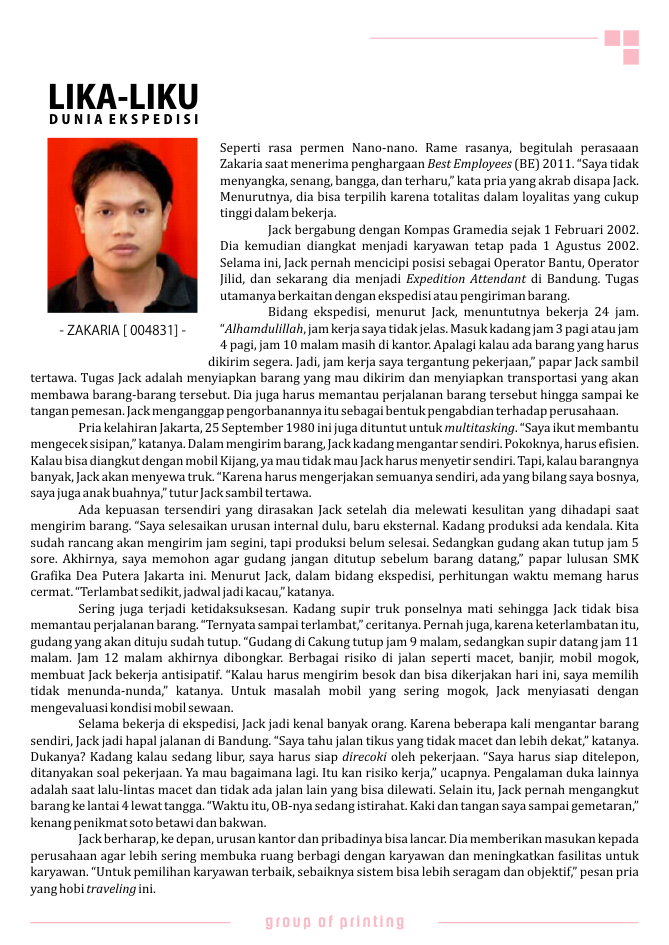 LIKA-LIKU
DUNIA EKSPEDISI
Seperti rasa permen Nano-nano. Rame rasanya, begitulah perasaaan
Zakaria saat menerima penghargaan Best Employees (BE) 2011. “Saya tidak
menyangka, senang, bangga, dan terharu,” kata pria yang akrab disapa Jack.
Menurutnya, dia bisa terpilih karena totalitas dalam loyalitas yang cukup
tinggi dalam bekerja.
Jack bergabung dengan Kompas Gramedia sejak 1 Februari 2002.
Dia kemudian diangkat menjadi karyawan tetap pada 1 Agustus 2002.
Selama ini, Jack pernah mencicipi posisi sebagai Operator Bantu, Operator
Jilid, dan sekarang dia menjadi Expedition Attendant di Bandung. Tugas
utamanya berkaitan dengan ekspedisi atau pengiriman barang.
Bidang ekspedisi, menurut Jack, menuntutnya bekerja 24 jam.
“Alhamdulillah, jam kerja saya tidak jelas. Masuk kadang jam 3 pagi atau jam
4 pagi, jam 10 malam masih di kantor. Apalagi kalau ada barang yang harus
dikirim segera. Jadi, jam kerja saya tergantung pekerjaan,” papar Jack sambil
- ZAKARIA [ 004831] -
tertawa. Tugas Jack adalah menyiapkan barang yang mau dikirim dan menyiapkan transportasi yang akan
membawa barang-barang tersebut. Dia juga harus memantau perjalanan barang tersebut hingga sampai ke
tangan pemesan. Jack menganggap pengorbanannya itu sebagai bentuk pengabdian terhadap perusahaan.
Pria kelahiran Jakarta, 25 September 1980 ini juga dituntut untuk multitasking. “Saya ikut membantu
mengecek sisipan,” katanya. Dalam mengirim barang, Jack kadang mengantar sendiri. Pokoknya, harus efisien.
Kalau bisa diangkut dengan mobil Kijang, ya mau tidak mau Jack harus menyetir sendiri. Tapi, kalau barangnya
banyak, Jack akan menyewa truk. “Karena harus mengerjakan semuanya sendiri, ada yang bilang saya bosnya,
saya juga anak buahnya,” tutur Jack sambil tertawa.
Ada kepuasan tersendiri yang dirasakan Jack setelah dia melewati kesulitan yang dihadapi saat
mengirim barang. “Saya selesaikan urusan internal dulu, baru eksternal. Kadang produksi ada kendala. Kita
sudah rancang akan mengirim jam segini, tapi produksi belum selesai. Sedangkan gudang akan tutup jam 5
sore. Akhirnya, saya memohon agar gudang jangan ditutup sebelum barang datang,” papar lulusan SMK
Grafika Dea Putera Jakarta ini. Menurut Jack, dalam bidang ekspedisi, perhitungan waktu memang harus
cermat. “Terlambat sedikit, jadwal jadi kacau,” katanya.
Sering juga terjadi ketidaksuksesan. Kadang supir truk ponselnya mati sehingga Jack tidak bisa
memantau perjalanan barang. “Ternyata sampai terlambat,” ceritanya. Pernah juga, karena keterlambatan itu,
gudang yang akan dituju sudah tutup. “Gudang di Cakung tutup jam 9 malam, sedangkan supir datang jam 11
malam. Jam 12 malam akhirnya dibongkar. Berbagai risiko di jalan seperti macet, banjir, mobil mogok,
membuat Jack bekerja antisipatif. “Kalau harus mengirim besok dan bisa dikerjakan hari ini, saya memilih
tidak menunda-nunda,” katanya. Untuk masalah mobil yang sering mogok, Jack menyiasati dengan
mengevaluasi kondisi mobil sewaan.
Selama bekerja di ekspedisi, Jack jadi kenal banyak orang. Karena beberapa kali mengantar barang
sendiri, Jack jadi hapal jalanan di Bandung. “Saya tahu jalan tikus yang tidak macet dan lebih dekat,” katanya.
Dukanya? Kadang kalau sedang libur, saya harus siap direcoki oleh pekerjaan. “Saya harus siap ditelepon,
ditanyakan soal pekerjaan. Ya mau bagaimana lagi. Itu kan risiko kerja,” ucapnya. Pengalaman duka lainnya
adalah saat lalu-lintas macet dan tidak ada jalan lain yang bisa dilewati. Selain itu, Jack pernah mengangkut
barang ke lantai 4 lewat tangga. “Waktu itu, OB-nya sedang istirahat. Kaki dan tangan saya sampai gemetaran,”
kenang penikmat soto betawi dan bakwan.
Jack berharap, ke depan, urusan kantor dan pribadinya bisa lancar. Dia memberikan masukan kepada
perusahaan agar lebih sering membuka ruang berbagi dengan karyawan dan meningkatkan fasilitas untuk
karyawan. “Untuk pemilihan karyawan terbaik, sebaiknya sistem bisa lebih seragam dan objektif,” pesan pria
yang hobi traveling ini.
group of printing